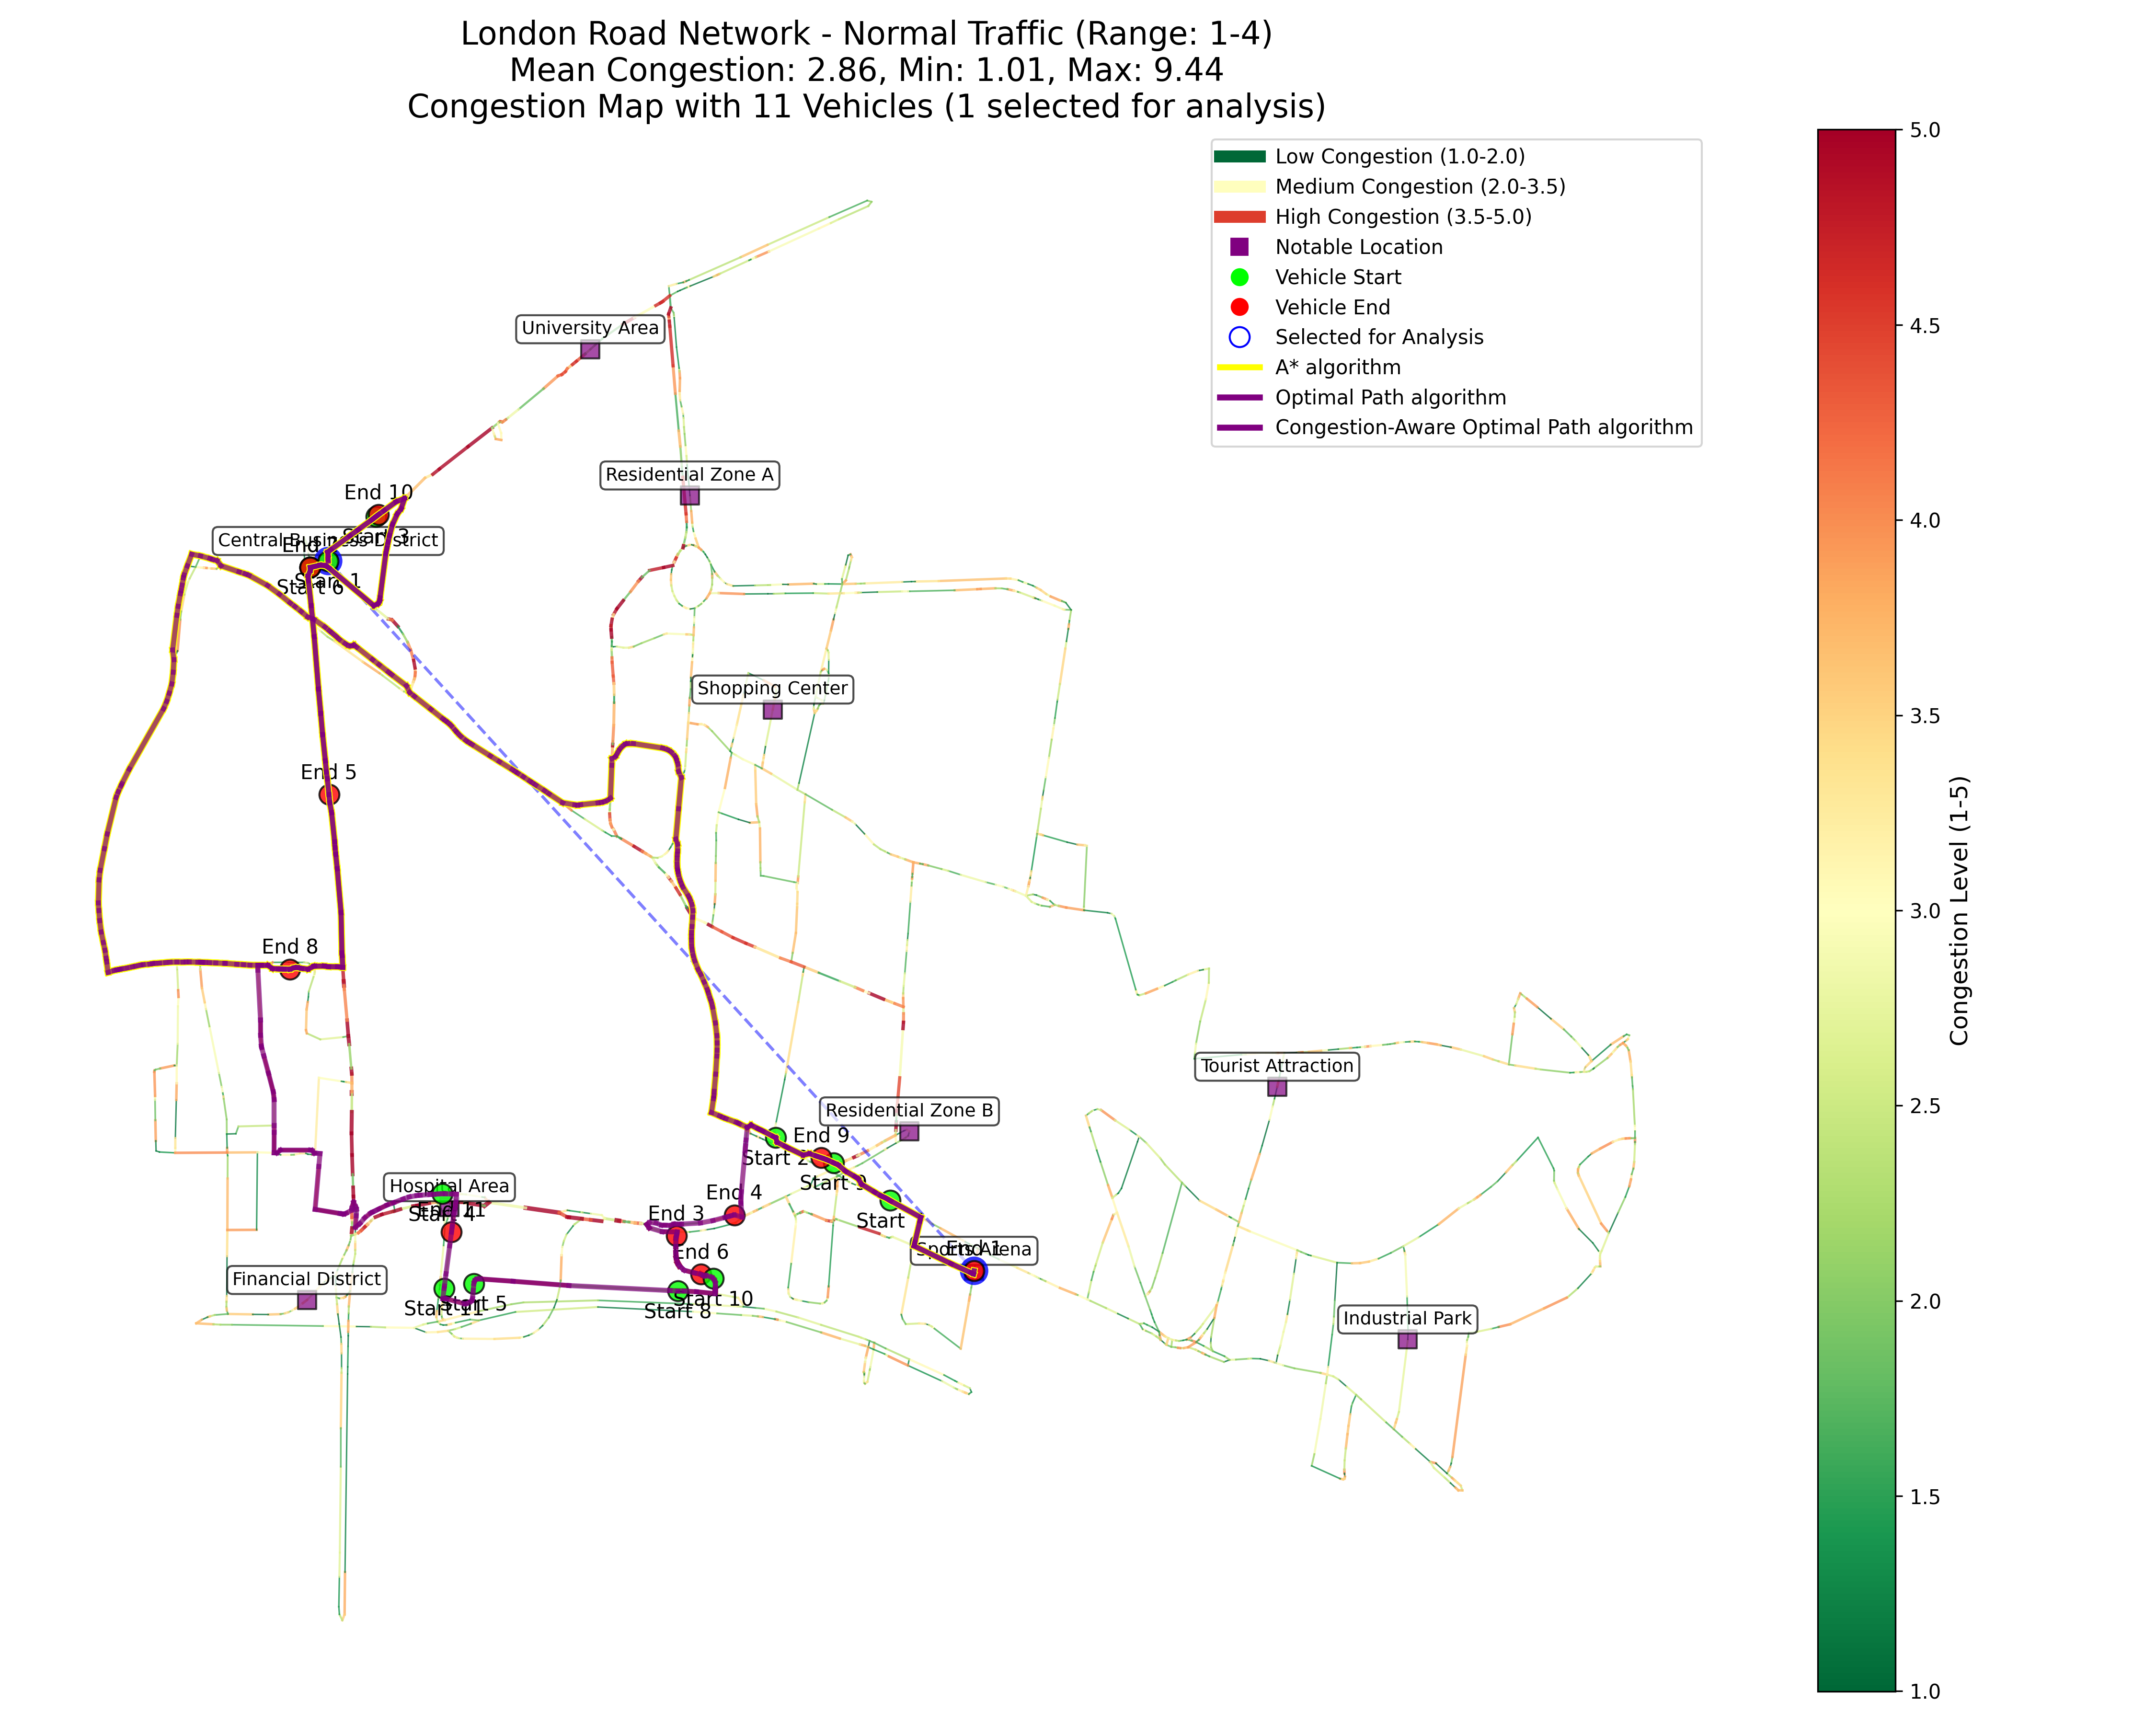 London Road Network - Normal Traffic (Range: 1-4)
Mean Congestion: 2.86, Min: 1.01, Max: 9.44
Congestion Map with 11 Vehicles (1 selected for analysis)
Low Congestion (1.0-2.0)
Medium Congestion (2.0-3.5)
High Congestion (3.5-5.0)
Notable Location
Vehicle Start
Vehicle End
Selected for Analysis
A* algorithm
Optimal Path algorithm
Congestion-Aware Optimal Path algorithm
University Area
Residential Zone A
End 10
Start 3
Central Business District
End
Start 1
Start 6
Shopping Center
End 5
End 8
Tourist Attraction
Residential Zone B
End 9
Start 2
Start 9
Hospital Area
End 11
Start 4
End 4
Start
End 3
End 6
Sports Arena
End 1
Financial District
Start 11
Start 5
Start 10
Start 8
Industrial Park
5.0
4.5
4.0
3.5
3.0
2.5
2.0
1.5
1.0
Congestion Level (1-5)